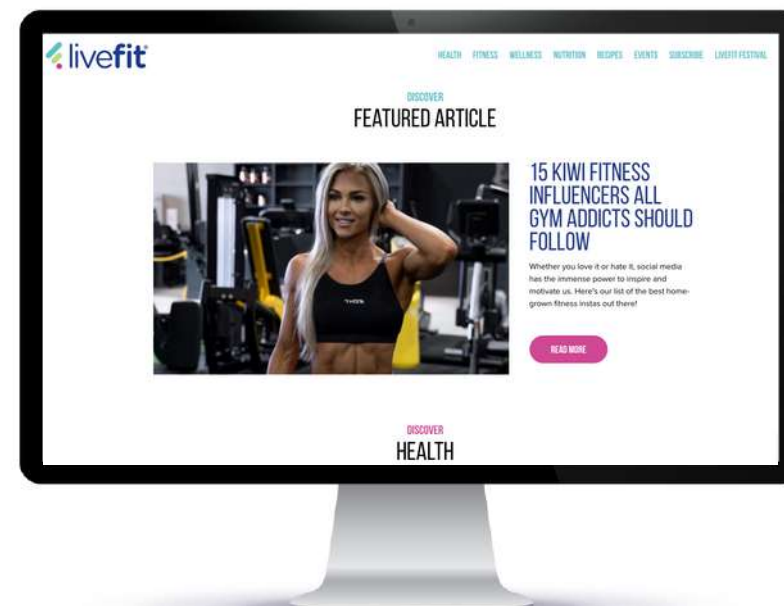 livefit
HEALTH FITNESS WELLNESS NUTRITION RECIPES EVENTS SUBSCRIBE LIVEFIT FESTIVAL
DISCOVER
FEATURED ARTICLE
15 KIWI FITNESS
INFLUENCERS ALL
GYM ADDICTS SHOULD
FOLLOW
Whether you love it or hate it, social media
has the immense power to inspire and
motivate us. Here's our list of the best home-
grown fitness instas out there!
READ MORE
DISCOVER
HEALTH